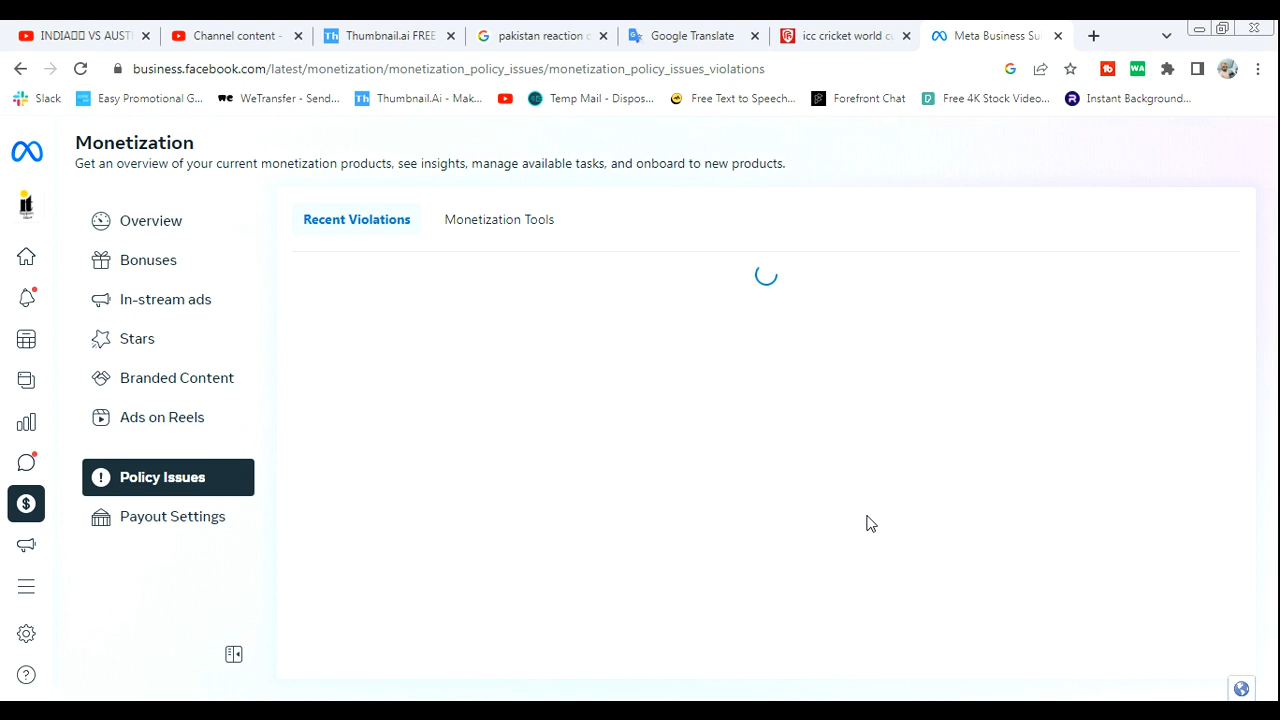 INDIA VS AUST
Channel content -
Thumbnail.ai FREE
pakistan reaction o
Google Translate
icc cricket world cu
Meta Business Su
business.facebook.com/latest/monetization/monetization_policy_issues/monetization_policy_issues_violations
Slack
Easy Promotional G...
WeTransfer - Send...
Thumbnail.Ai - Mak...
Temp Mail - Dispos...
Free Text to Speech...
Forefront Chat
Free 4K Stock Video...
Instant Background...
Monetization
Get an overview of your current monetization products, see insights, manage available tasks, and onboard to new products.
Overview
Bonuses
In-stream ads
Stars
Branded Content
Ads on Reels
Policy Issues
Payout Settings
Recent Violations
Monetization Tools